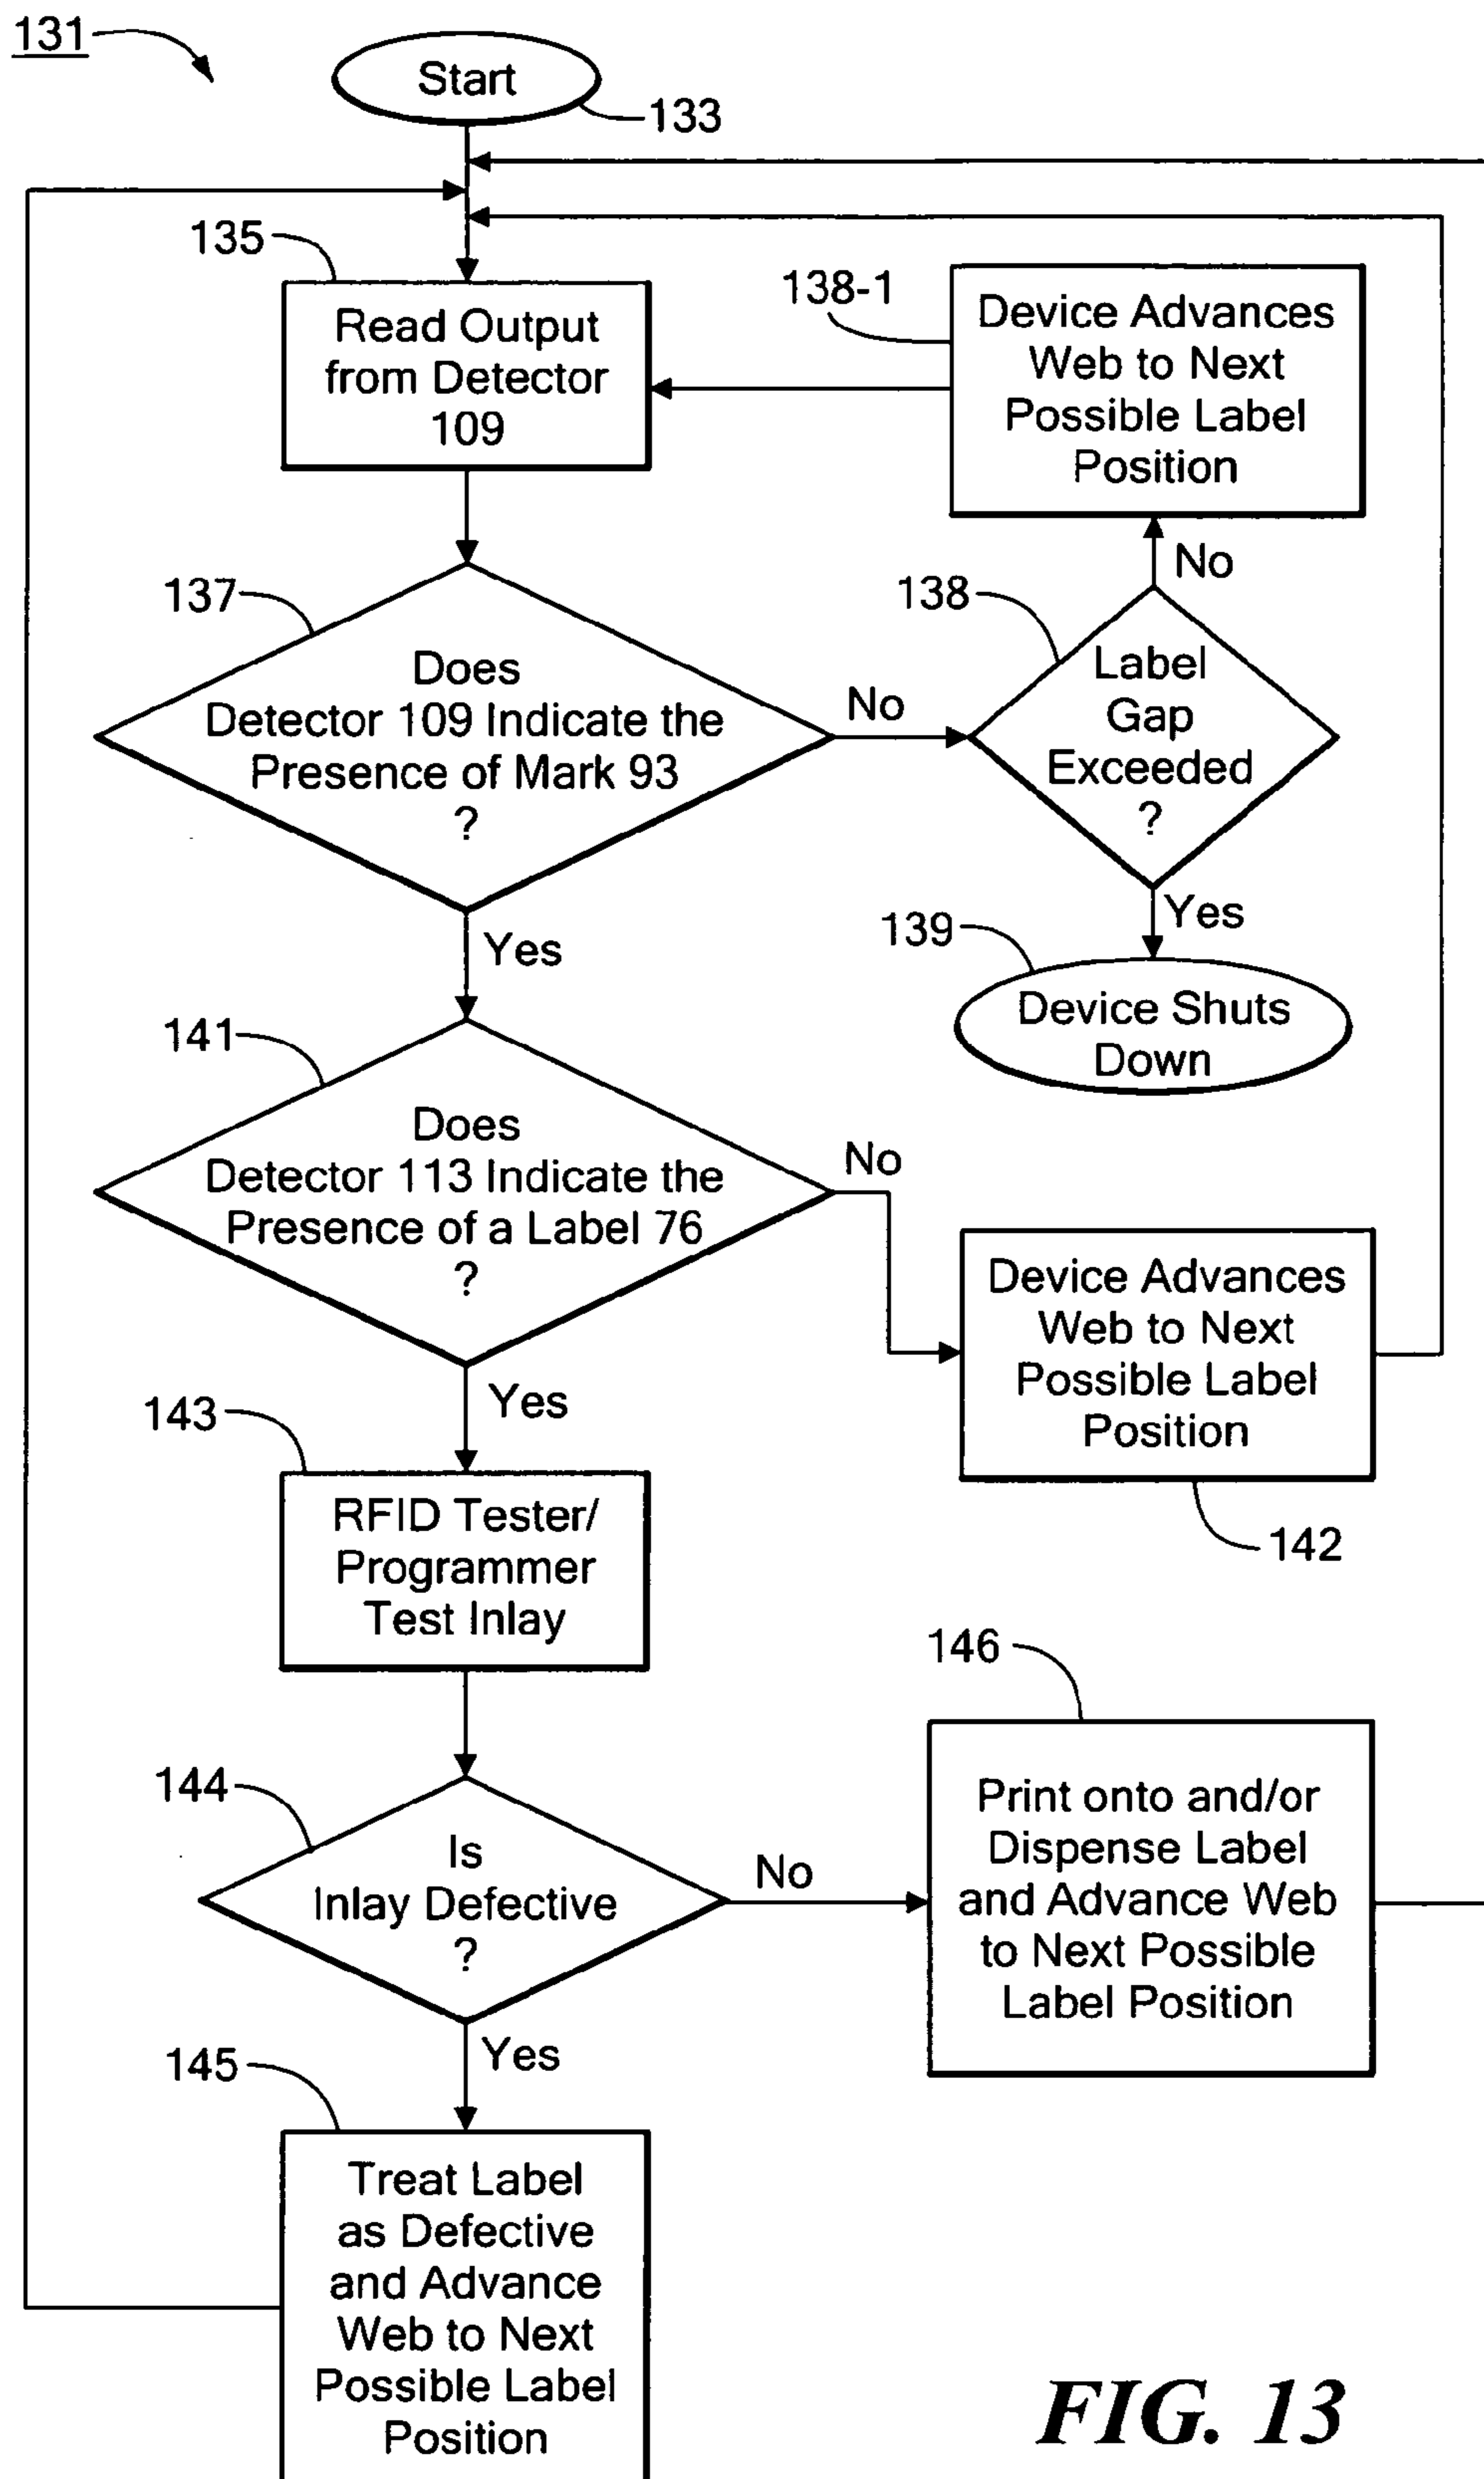 131
Start
133
135
Read Output
from Detector
109
138-1
Device Advances
Web to Next
Possible Label
Position
No
137
Does
Detector 109 Indicate the
Presence of Mark 93
?
No
138
Label
Gap
Exceeded
?
Yes
139
Device Shuts
Down
Yes
141
Does
Detector 113 Indicate the
Presence of a Label 76
?
No
Device Advances
Web to Next
Possible Label
Position
142
Yes
143
RFID Tester/
Programmer
Test Inlay
144
Is
Inlay Defective
?
No
146
Print onto and/or
Dispense Label
and Advance Web
to Next Possible
Label Position
Yes
145
Treat Label
as Defective
and Advance
Web to Next
Possible Label
Position
FIG. 13